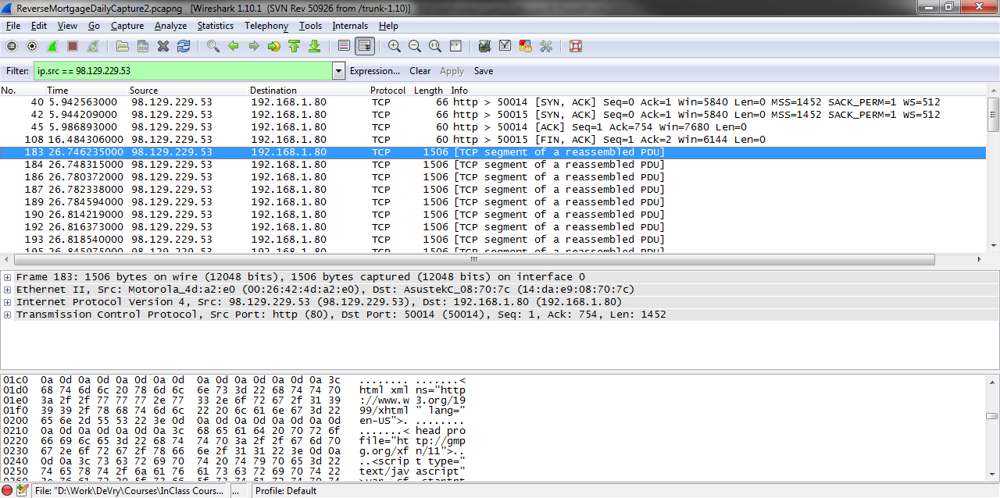 ReverseMortgageDailyCapture2.pcapng [Wireshark 1.10.1 (SVN Rev 50926 from /trunk-1.10)]
File Edit View Go Capture Analyze Statistics Telephony Tools Internals Help
Filter: ip.src == 98.129.229.53 Expression... Clear Apply Save
No. Time Source Destination Protocol Length Info
40 5.942563000 98.129.229.53 192.168.1.80 TCP 66 http > 50014 [SYN, ACK] Seq=0 Ack=1 Win=5840 Len=0 MSS=1452 SACK_PERM=1 WS=512
42 5.944209000 98.129.229.53 192.168.1.80 TCP 66 http > 50015 [SYN, ACK] Seq=0 Ack=1 Win=5840 Len=0 MSS=1452 SACK_PERM=1 WS=512
45 5.986893000 98.129.229.53 192.168.1.80 TCP 60 http > 50014 [ACK] Seq=1 Ack=754 Win=7680 Len=0
108 16.484306000 98.129.229.53 192.168.1.80 TCP 60 http > 50015 [FIN, ACK] Seq=1 Ack=2 Win=6144 Len=0
183 26.746235000 98.129.229.53 192.168.1.80 TCP 1506 [TCP segment of a reassembled PDU]
184 26.748315000 98.129.229.53 192.168.1.80 TCP 1506 [TCP segment of a reassembled PDU]
186 26.780372000 98.129.229.53 192.168.1.80 TCP 1506 [TCP segment of a reassembled PDU]
187 26.782338000 98.129.229.53 192.168.1.80 TCP 1506 [TCP segment of a reassembled PDU]
189 26.784594000 98.129.229.53 192.168.1.80 TCP 1506 [TCP segment of a reassembled PDU]
190 26.814219000 98.129.229.53 192.168.1.80 TCP 1506 [TCP segment of a reassembled PDU]
192 26.816373000 98.129.229.53 192.168.1.80 TCP 1506 [TCP segment of a reassembled PDU]
193 26.818540000 98.129.229.53 192.168.1.80 TCP 1506 [TCP segment of a reassembled PDU]
195 26.845975000 98.129.229.53 192.168.1.80 TCP 1506 [TCP segment of a reassembled PDU]
Frame 183: 1506 bytes on wire (12048 bits), 1506 bytes captured (12048 bits) on interface 0
Ethernet II, Src: Motorola_4d:a2:e0 (00:26:42:4d:a2:e0), Dst: AsustekC_08:70:7c (14:da:e9:08:70:7c)
Internet Protocol Version 4, Src: 98.129.229.53 (98.129.229.53), Dst: 192.168.1.80 (192.168.1.80)
Transmission Control Protocol, Src Port: http (80), Dst Port: 50014 (50014), Seq: 1, Ack: 754, Len: 1452
01c0 0a 0d 0a 0d 0a 0d 0a 0d 0a 0d 0a 0d 0a 0d 0a 3c ........ .......<
01d0 68 74 6d 6c 20 78 6d 6c 6e 73 3d 22 68 74 74 70 html xml ns="http
01e0 3a 2f 2f 77 77 77 2e 77 33 2e 6f 72 67 2f 31 39 ://www.w 3.org/19
01f0 39 39 2f 78 68 74 6d 6c 22 20 6c 61 6e 67 3d 22 99/xhtml " lang="
0200 65 6e 2d 55 53 22 3e 0d 0a 0d 0a 0d 0a 0d 0a 0d en-US">. ........
0210 0a 0d 0a 0d 0a 0d 0a 3c 68 65 61 64 20 70 72 6f .......< head pro
0220 66 69 6c 65 3d 22 68 74 74 70 3a 2f 2f 67 6d 70 file="ht tp://gmp
0230 67 2e 6f 72 67 2f 78 66 6e 2f 31 31 22 3e 0d 0a g.org/xf n/11">..
0240 0d 0a 3c 73 63 72 69 70 74 20 74 79 70 65 3d 22 ..<scrip t type="
0250 74 65 78 74 2f 6a 61 76 61 73 63 72 69 70 74 22 text/jav ascript"
File: "D:\Work\DeVry\Courses\InClass Cours... ... Profile: Default